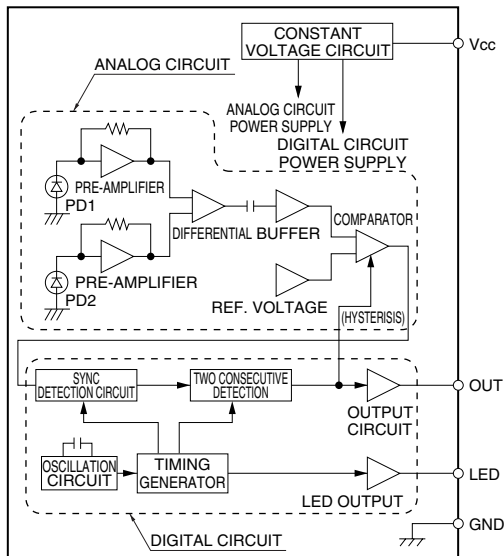 CONSTANT
VOLTAGE CIRCUIT
Vcc
ANALOG CIRCUIT
ANALOG CIRCUIT
POWER SUPPLY
DIGITAL CIRCUIT
POWER SUPPLY
PRE-AMPLIFIER
PD1
DIFFERENTIAL
BUFFER
COMPARATOR
PRE-AMPLIFIER
PD2
REF. VOLTAGE
(HYSTERISIS)
SYNC
DETECTION CIRCUIT
TWO CONSECUTIVE
DETECTION
OUT
OUTPUT
CIRCUIT
OSCILLATION
CIRCUIT
TIMING
GENERATOR
LED
LED OUTPUT
GND
DIGITAL CIRCUIT